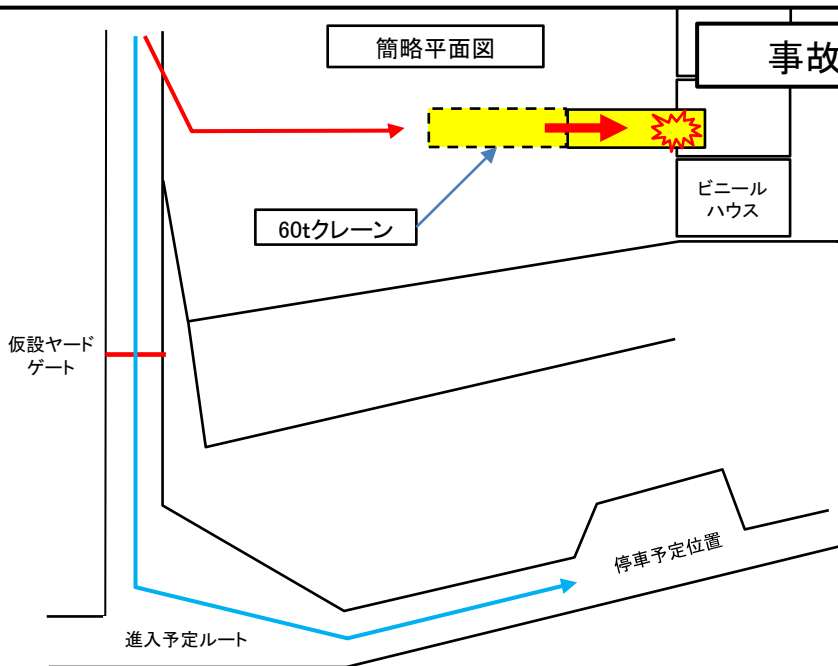 簡略平面図
事故
60tクレーン
ビニール
ハウス
仮設ヤード
ゲート
停車予定位置
進入予定ルート